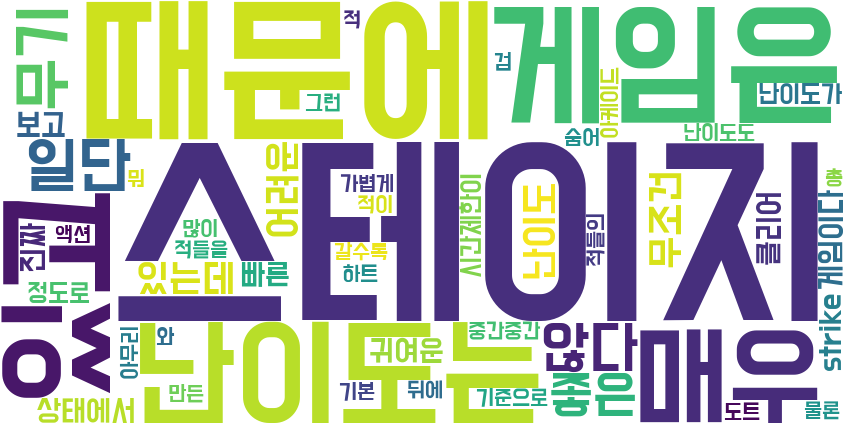 때문에
게임은
스테이지
난이도는
매우
있고
무기
적
검
그런
아케이드
난이도가
숨어
난이도도
보고
일단
뭐
어려운
가볍게
적이
시간제한이
난이도
적들의
무조건
클리어
총
strike
게임이다
진짜
액션
많이
적들을
갈수록
하트
있는데
빠른
정도로
아무리
와
귀여운
중간중간
않다
좋은
만든
기본
뒤에
기준으로
도트
물론
상태에서